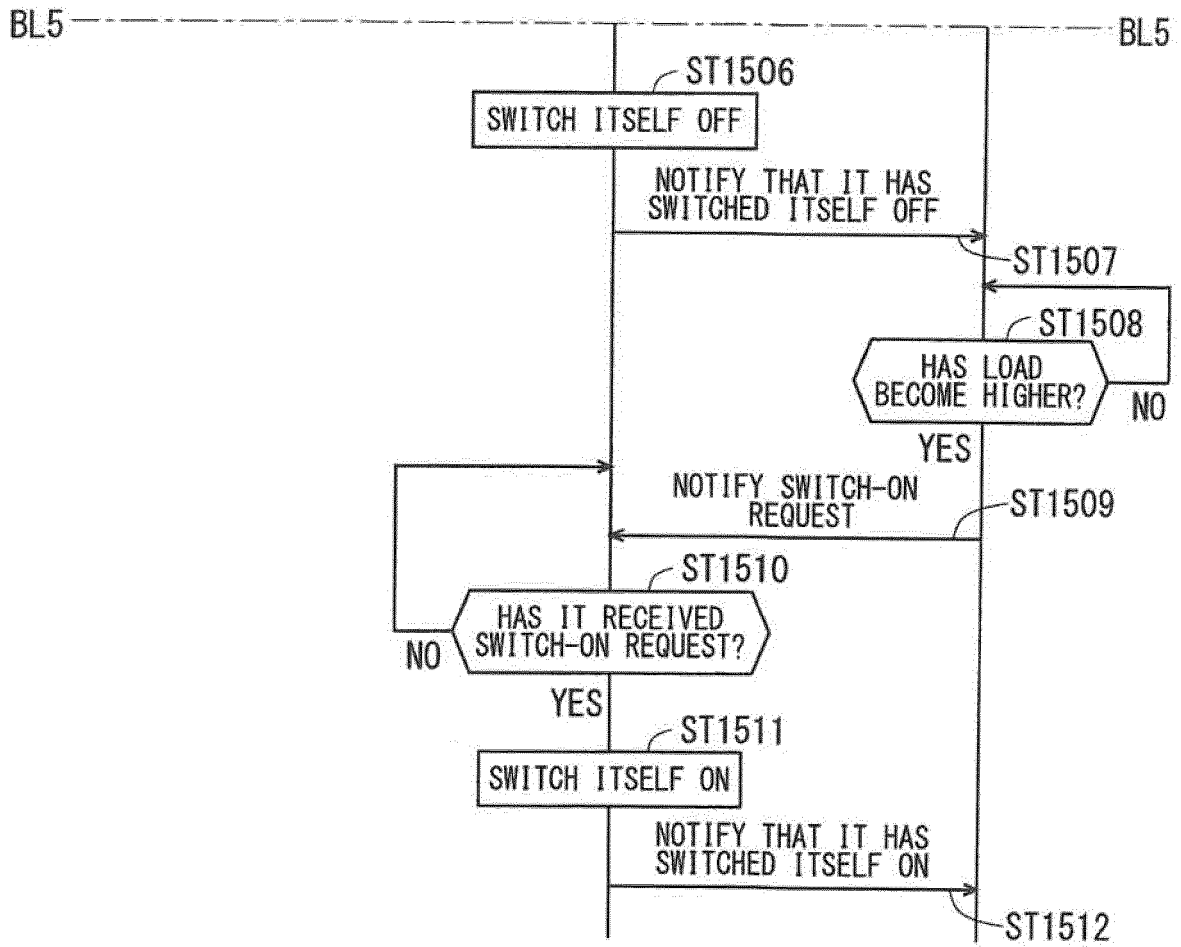 BL5
BL5
ST1506
SWITCH ITSELF OFF
NOTIFY THAT IT HAS
SWITCHED ITSELF OFF
ST1507
ST1508
HAS LOAD
BECOME HIGHER?
NO
YES
NOTIFY SWITCH-ON
REQUEST
ST1509
ST1510
HAS IT RECEIVED
SWITCH-ON REQUEST?
NO
YES
ST1511
SWITCH ITSELF ON
NOTIFY THAT IT HAS
SWITCHED ITSELF ON
ST1512